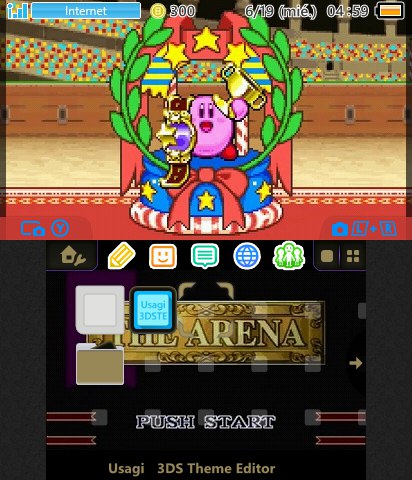 Internet 300 6/19 (mié.) 04:59
Y L+R
Usagi
3DSTE
THE ARENA
PUSH START
Usagi 3DS Theme Editor